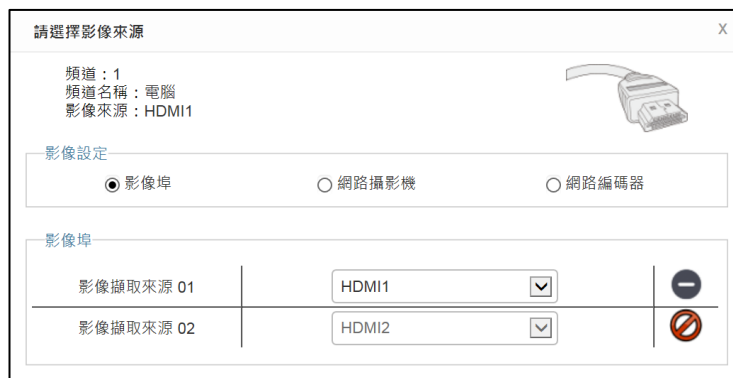 請選擇影像來源 X
頻道：1
頻道名稱：電腦
影像來源：HDMI1
影像設定
影像埠 網路攝影機 網路編碼器
影像埠
影像擷取來源 01 HDMI1
影像擷取來源 02 HDMI2